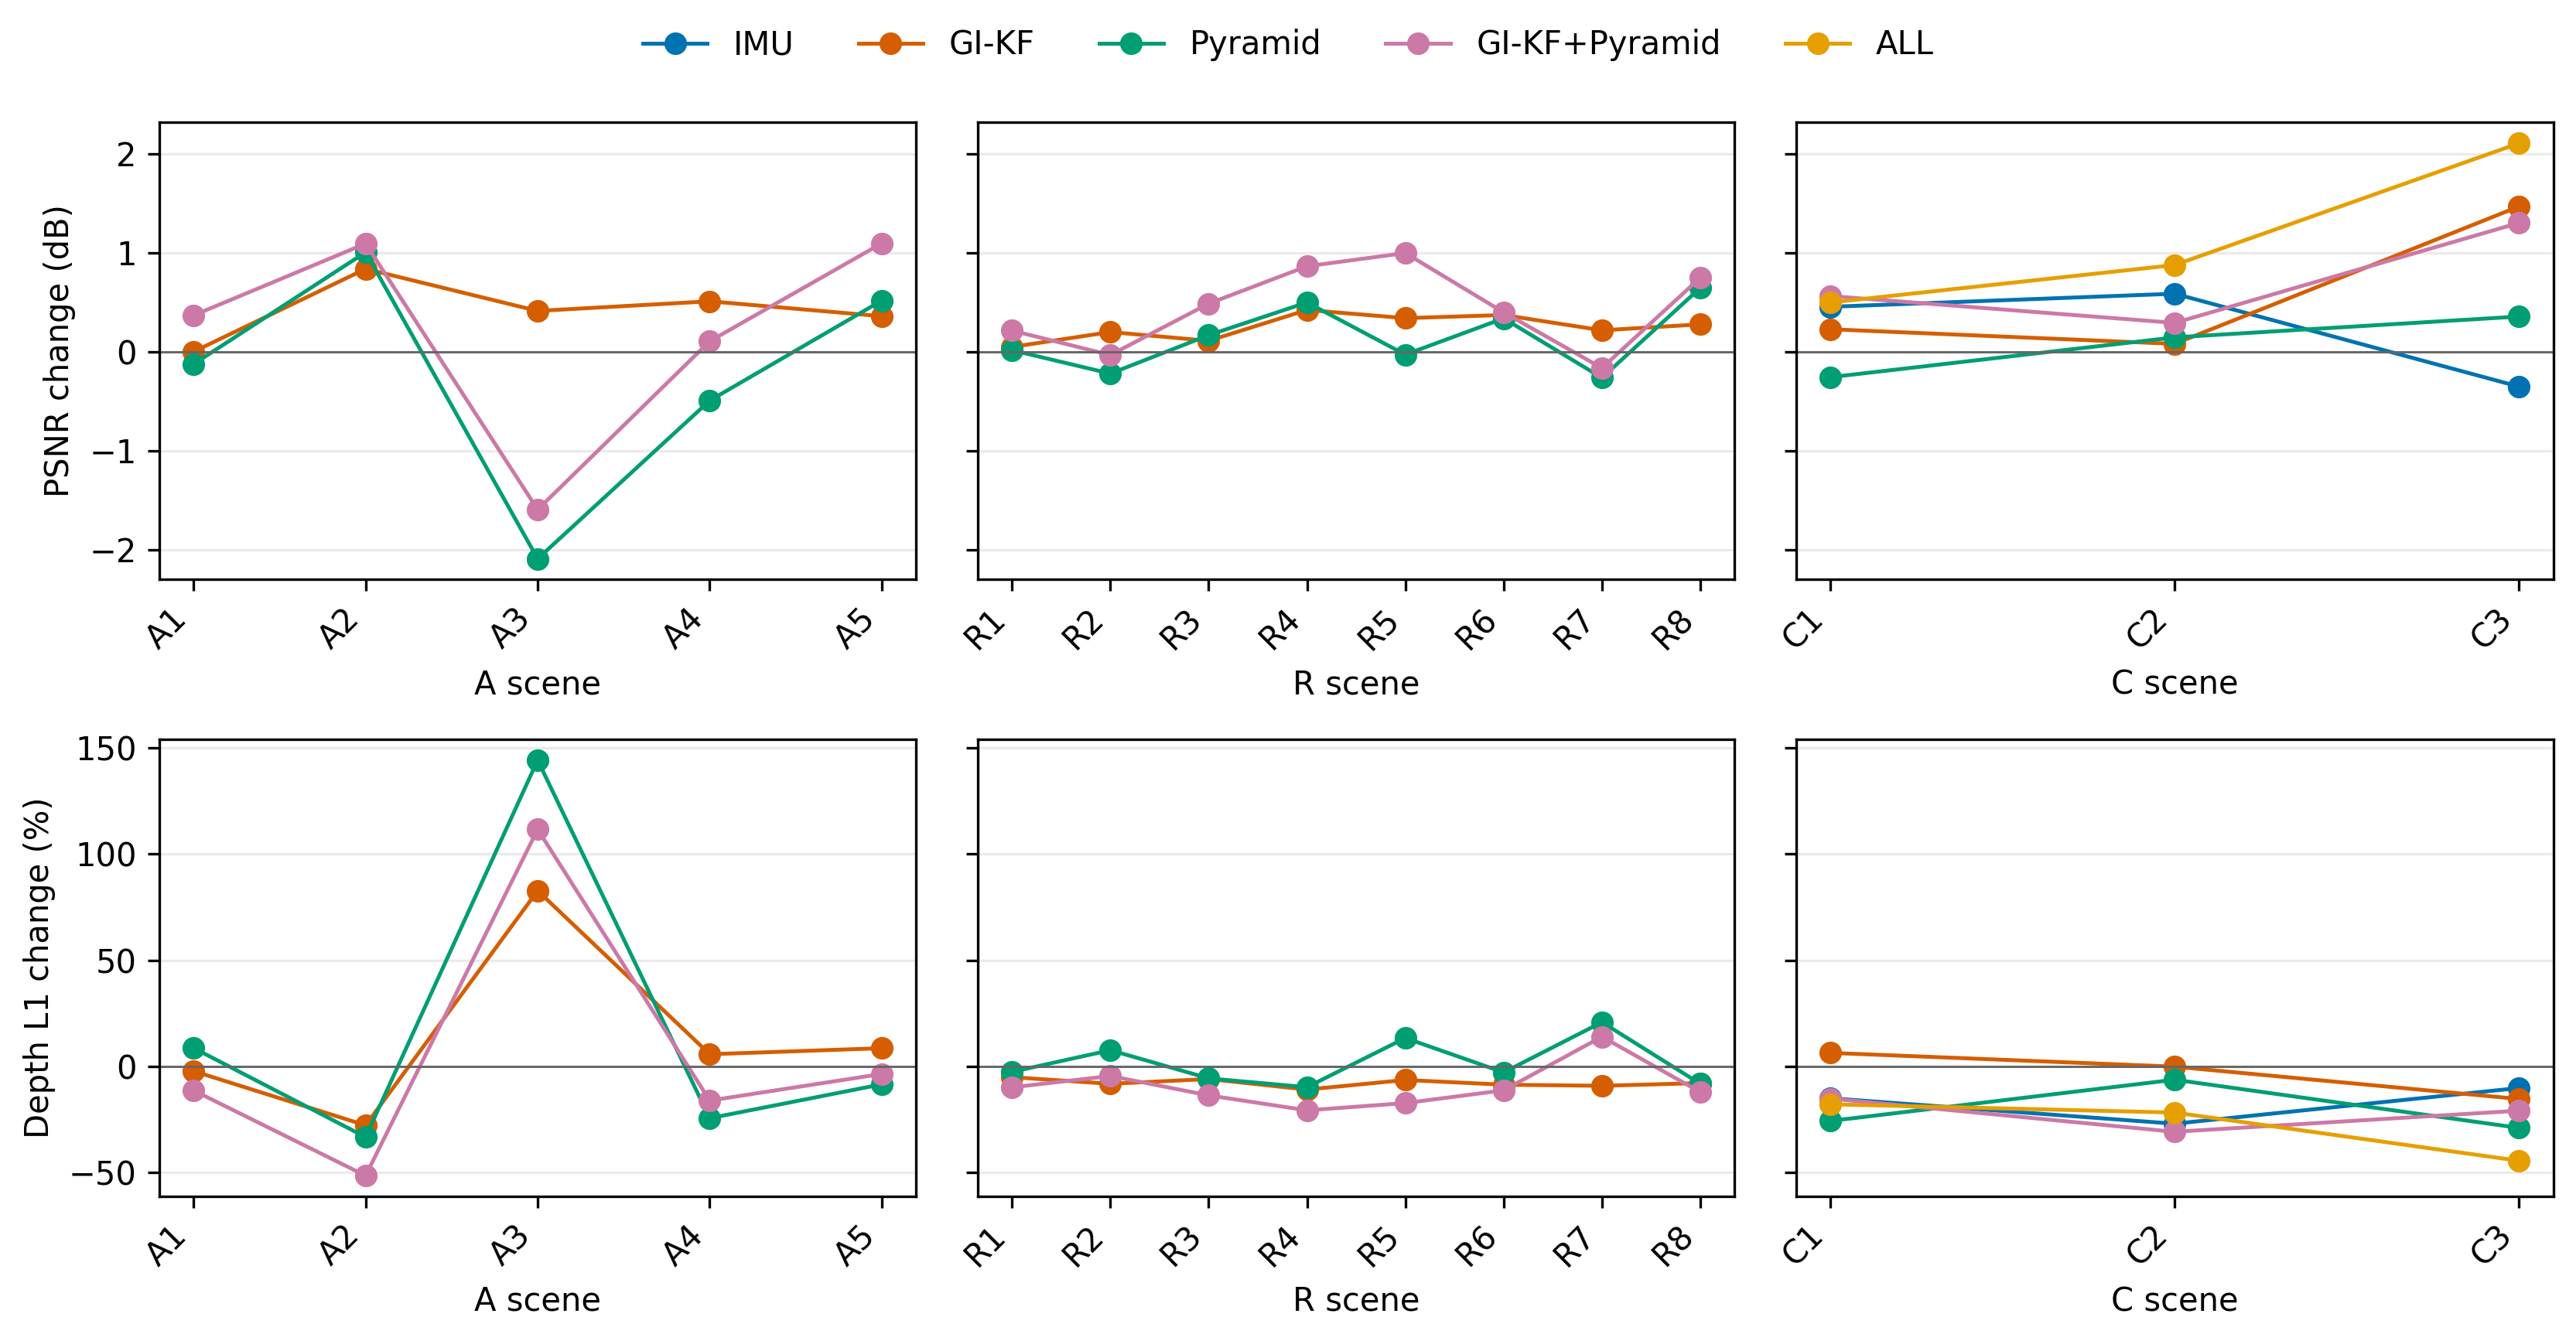 IMU GI-KF Pyramid GI-KF+Pyramid ALL
PSNR change (dB)
2
1
0
−1
−2
A1 A2 A3 A4 A5
A scene
R1 R2 R3 R4 R5 R6 R7 R8
R scene
C1 C2 C3
C scene
Depth L1 change (%)
150
100
50
0
−50
A1 A2 A3 A4 A5
A scene
R1 R2 R3 R4 R5 R6 R7 R8
R scene
C1 C2 C3
C scene